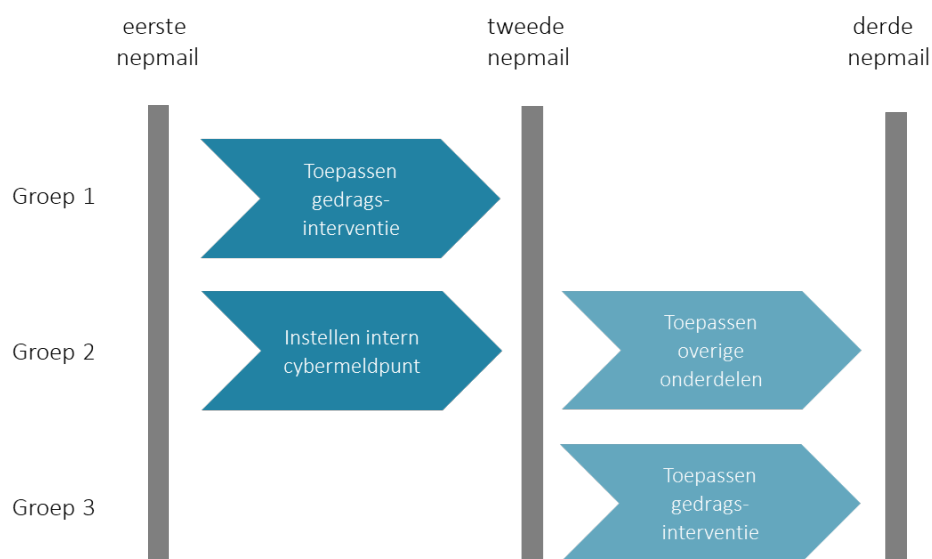 eerste
nepmail
tweede
nepmail
derde
nepmail
Groep 1
Toepassen
gedrags-
interventie
Groep 2
Instellen intern
cybermeldpunt
Toepassen
overige
onderdelen
Groep 3
Toepassen
gedrags-
interventie